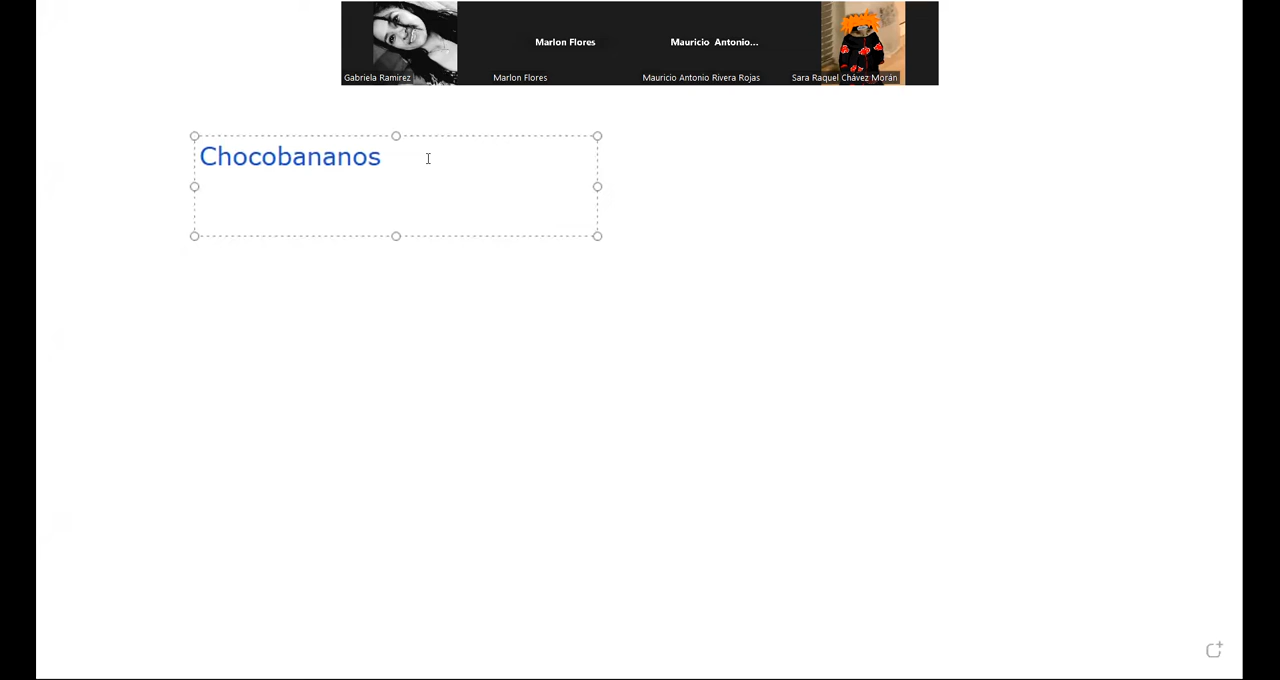 Marlon Flores
Mauricio Antonio...
Gabriela Ramirez
Marlon Flores
Mauricio Antonio Rivera Rojas
Sara Raquel Chávez Morán
Chocobananos